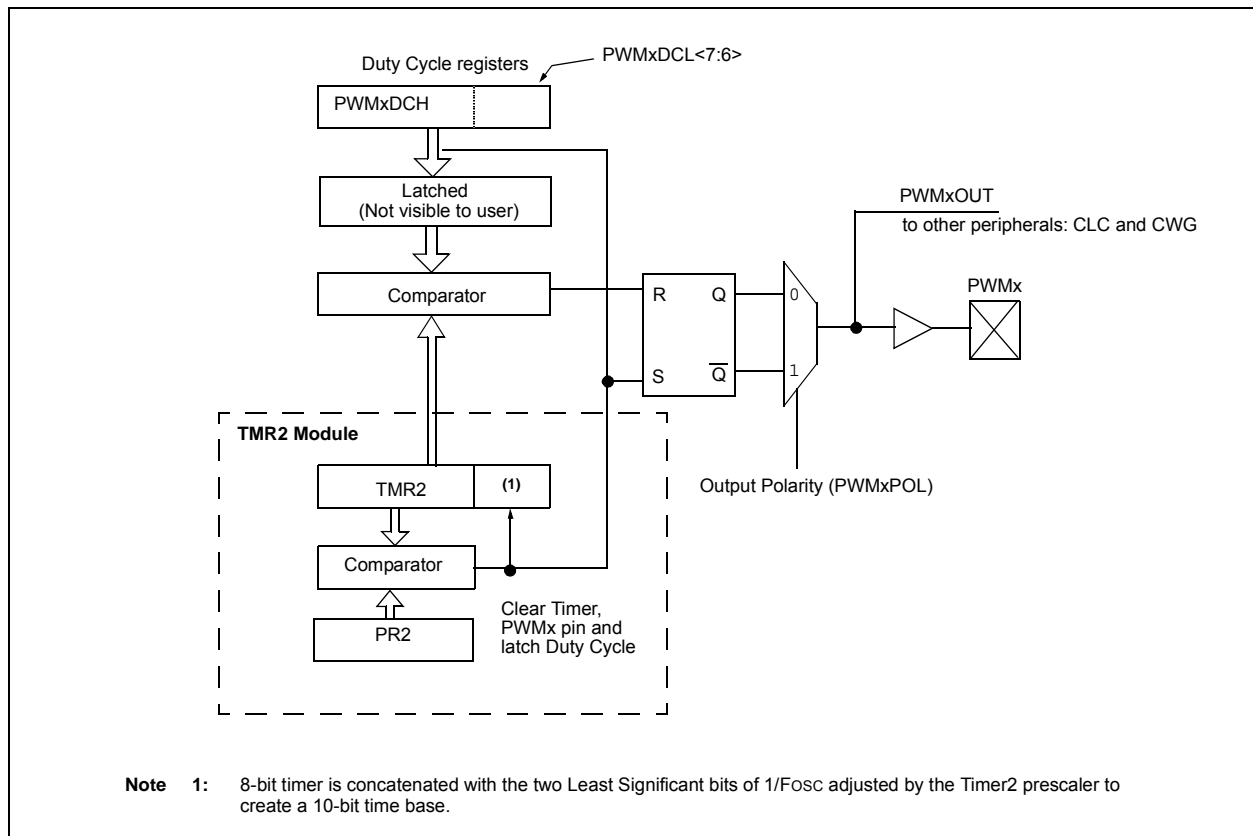 Duty Cycle registers
PWMxDCL<7:6>
PWMxDCH
Latched
(Not visible to user)
Comparator
R
Q
S
Q
0
1
PWMxOUT
to other peripherals: CLC and CWG
PWMx
Output Polarity (PWMxPOL)
TMR2 Module
TMR2
(1)
Comparator
PR2
Clear Timer,
PWMx pin and
latch Duty Cycle
Note 1: 8-bit timer is concatenated with the two Least Significant bits of 1/FOSC adjusted by the Timer2 prescaler to
create a 10-bit time base.